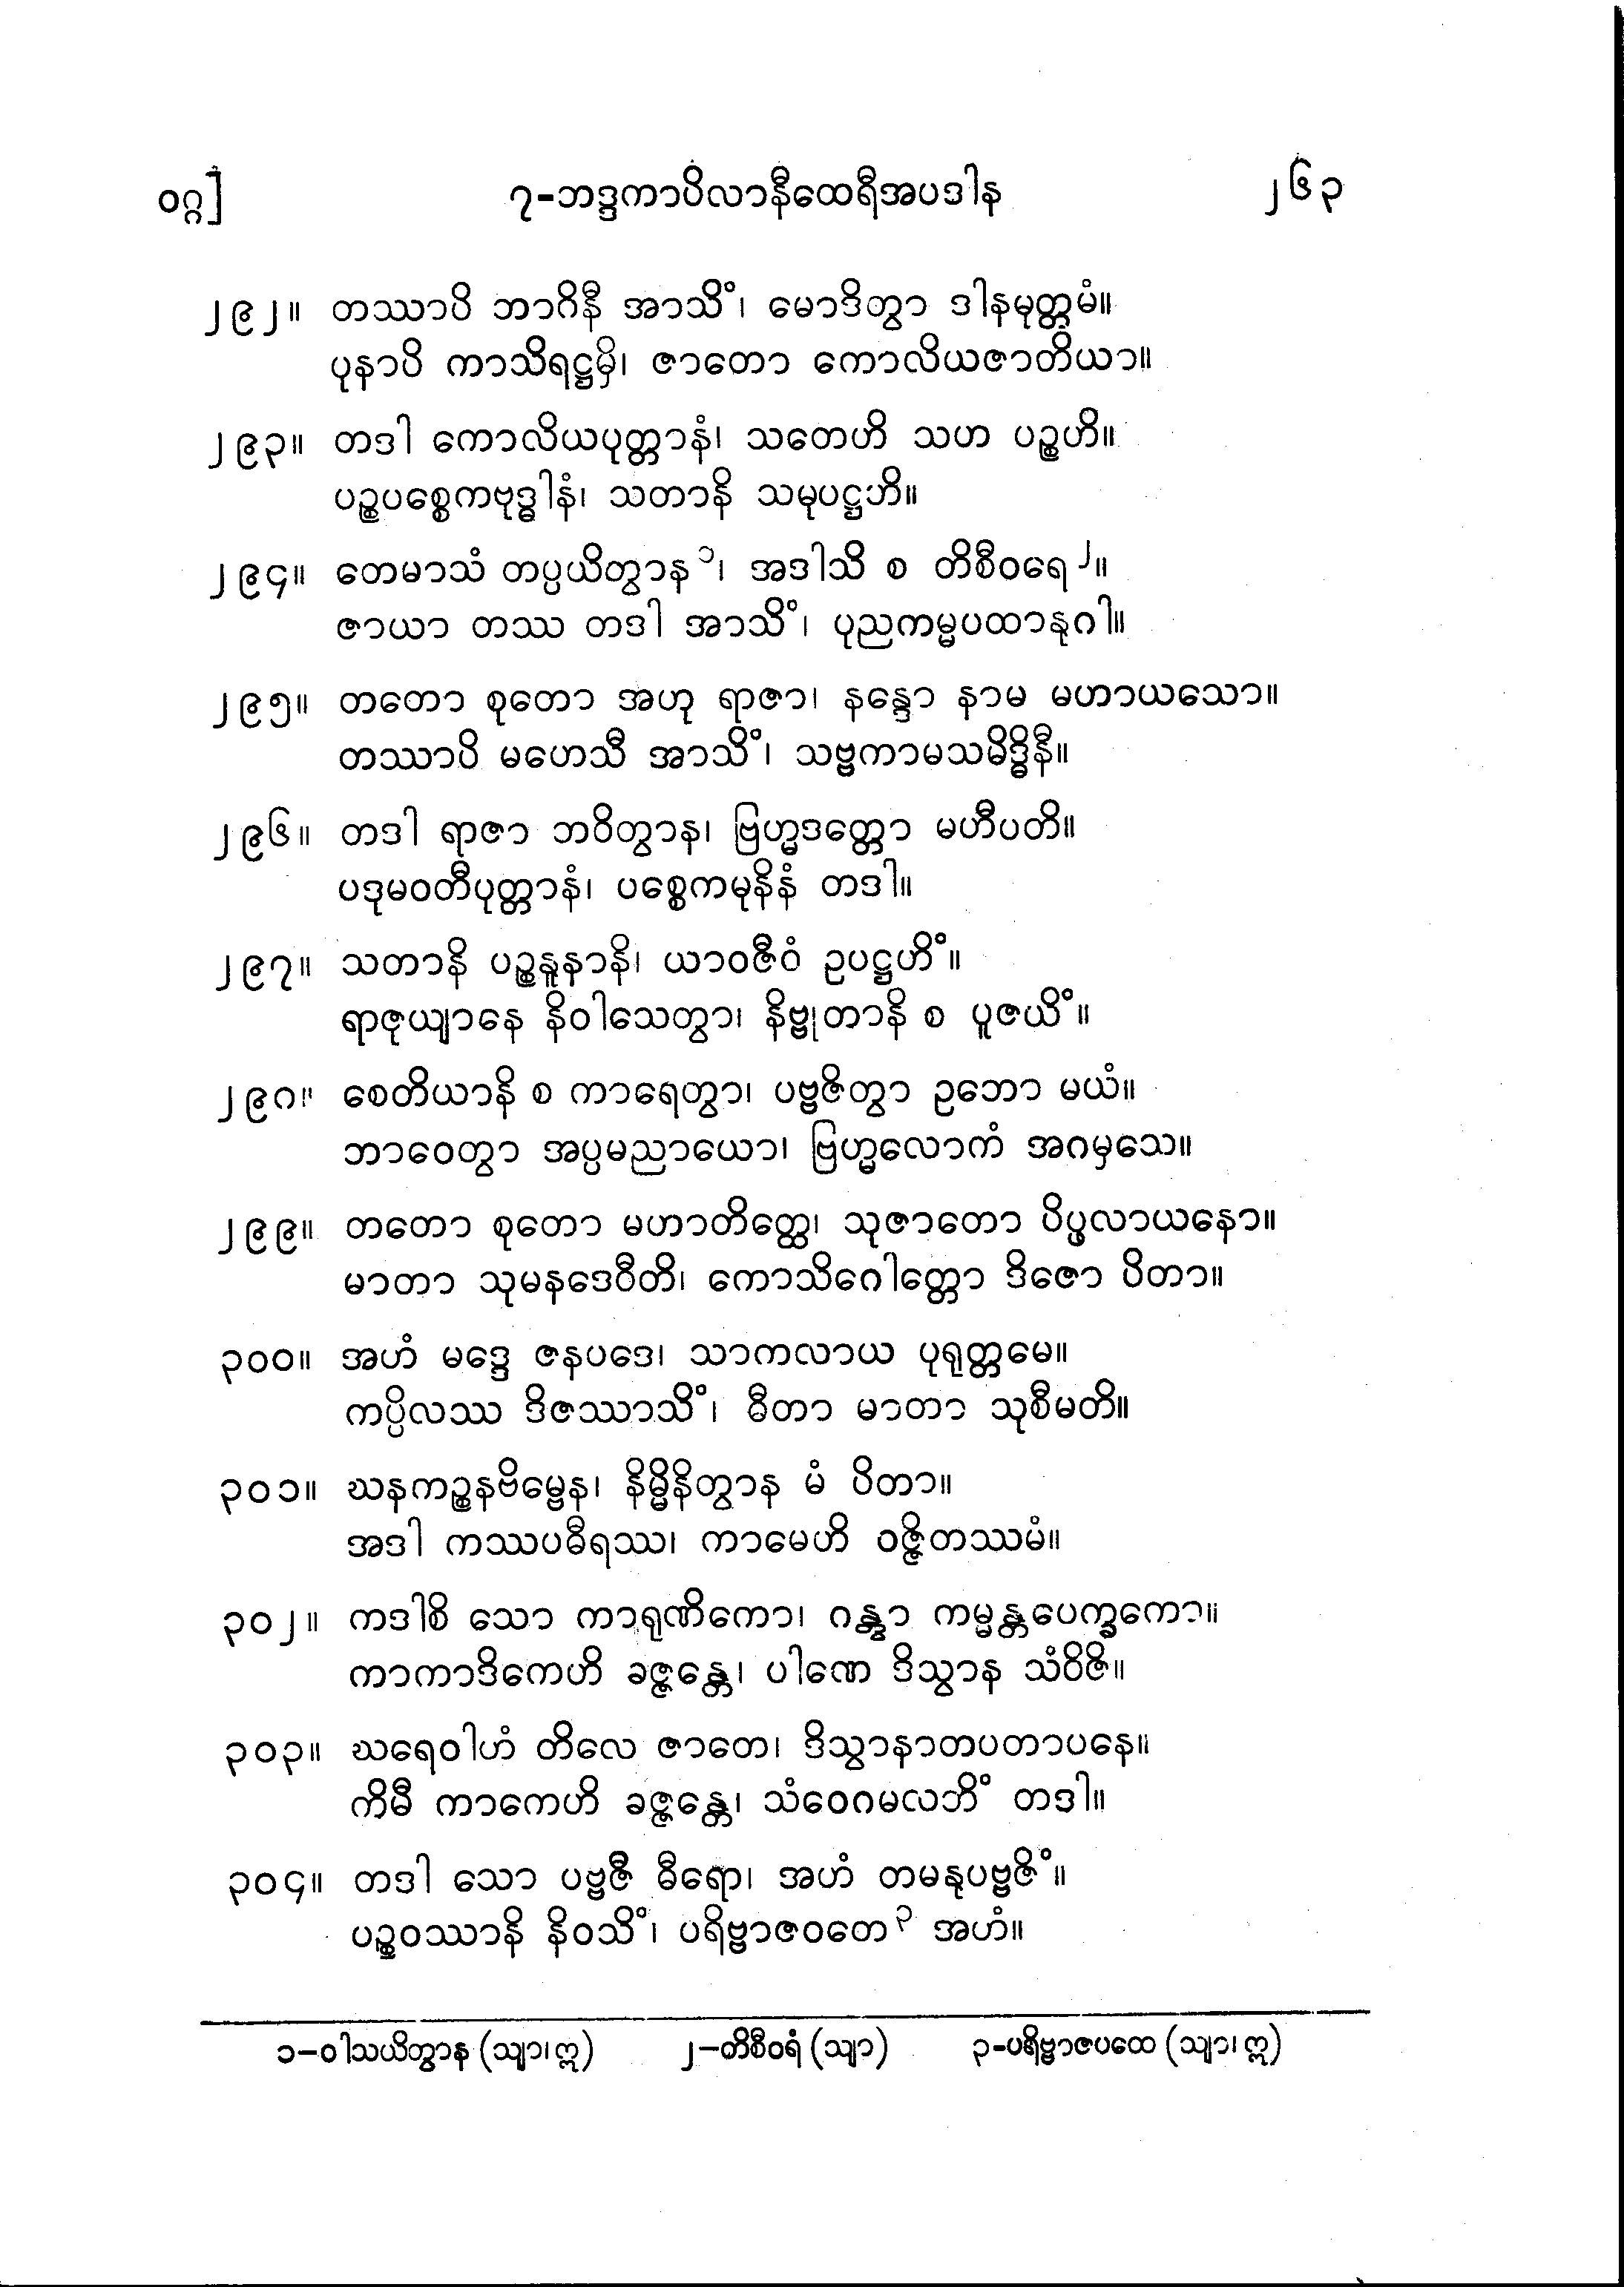 ဝဂ္ဂ] ၇-ဘဒ္ဒကာပိလာနီထေရီအပဒါန ၂၆၃
၂၉၂။ တဿာပိ ဘာဂိနီ အာသိံ၊ မောဒိတွာ ဒါနမုတ္တမံ။
ပုနာပိ ကာသိရဋ္ဌမှိ၊ ဇာတော ကောလိယဇာတိယာ။
၂၉၃။ တဒါ ကောလိယပုတ္တာနံ၊ သတေဟိ သဟ ပဉ္စဟိ။
ပဉ္စပစ္စေကဗုဒ္ဓါနံ၊ သတာနိ သမုပဋ္ဌဟိ။
၂၉၄။ တေမာသံ တပ္ပယိတွာန၁၊ အဒါသိ စ တိစီဝရေ၂။
ဇာယာ တဿ တဒါ အာသိံ၊ ပုညကမ္မပထာနုဂါ။
၂၉၅။ တတော စုတော အဟု ရာဇာ၊ နန္ဒော နာမ မဟာယသော။
တဿာပိ မဟေသီ အာသိံ၊ သဗ္ဗကာမသမိဒ္ဓိနီ။
၂၉၆။ တဒါ ရာဇာ ဘဝိတွာန၊ ဗြဟ္မဒတ္တော မဟီပတိ။
ပဒုမဝတီပုတ္တာနံ၊ ပစ္စေကမုနိနံ တဒါ။
၂၉၇။ သတာနိ ပဉ္စနူနာနိ၊ ယာဝဇီဝံ ဥပဋ္ဌဟိံ။
ရာဇုယျာနေ နိဝါသေတွာ၊ နိဗ္ဗုတာနိ စ ပူဇယိံ။
၂၉၈။ စေတိယာနိ စ ကာရေတွာ၊ ပဗ္ဗဇိတွာ ဥဘော မယံ။
ဘာဝေတွာ အပ္ပမညာယော၊ ဗြဟ္မလောကံ အဂမှသေ။
၂၉၉။ တတော စုတော မဟာတိတ္ထေ၊ သုဇာတော ပိပ္ဖလာယနော။
မာတာ သုမနဒေဝီတိ၊ ကောသိဂေါတ္တော ဒိဇော ပိတာ။
၃၀၀။ အဟံ မဒ္ဒေ ဇနပဒေ၊ သာကလာယ ပုရုတ္တမေ။
ကပ္ပိလဿ ဒိဇဿာသိံ၊ ဓီတာ မာတာ သုစီမတိ။
၃၀၁။ ဃနကဉ္စနဗိမ္ဗေန၊ နိမ္မိနိတွာန မံ ပိတာ။
အဒါ ကဿပဓီရဿ၊ ကာမေဟိ ဝဇ္ဇိတဿမံ။
၃၀၂။ ကဒါစိ သော ကာရုဏိကော၊ ဂန္တွာ ကမ္မန္တပေက္ခကော။
ကာကာဒိကေဟိ ခဇ္ဇန္တေ၊ ပါဏေ ဒိသွာန သံဝိဇိ။
၃၀၃။ ဃရေဝါဟံ တိလေ ဇာတေ၊ ဒိသွာနာတပတာပနေ။
ကိမီ ကာကေဟိ ခဇ္ဇန္တေ၊ သံဝေဂမလဘိံ တဒါ။
၃၀၄။ တဒါ သော ပဗ္ဗဇီ ဓီရော၊ အဟံ တမနုပဗ္ဗဇိံ။
ပဉ္စဝဿာနိ နိဝသိံ၊ ပရိဗ္ဗာဇဝတေ၃ အဟံ။
၁-ဝါသယိတွာန (သျာ၊ဣ) ၂-တိစီဝရံ (သျာ) ၃-ပရိဗ္ဗာဇပထေ (သျာ၊ဣ)